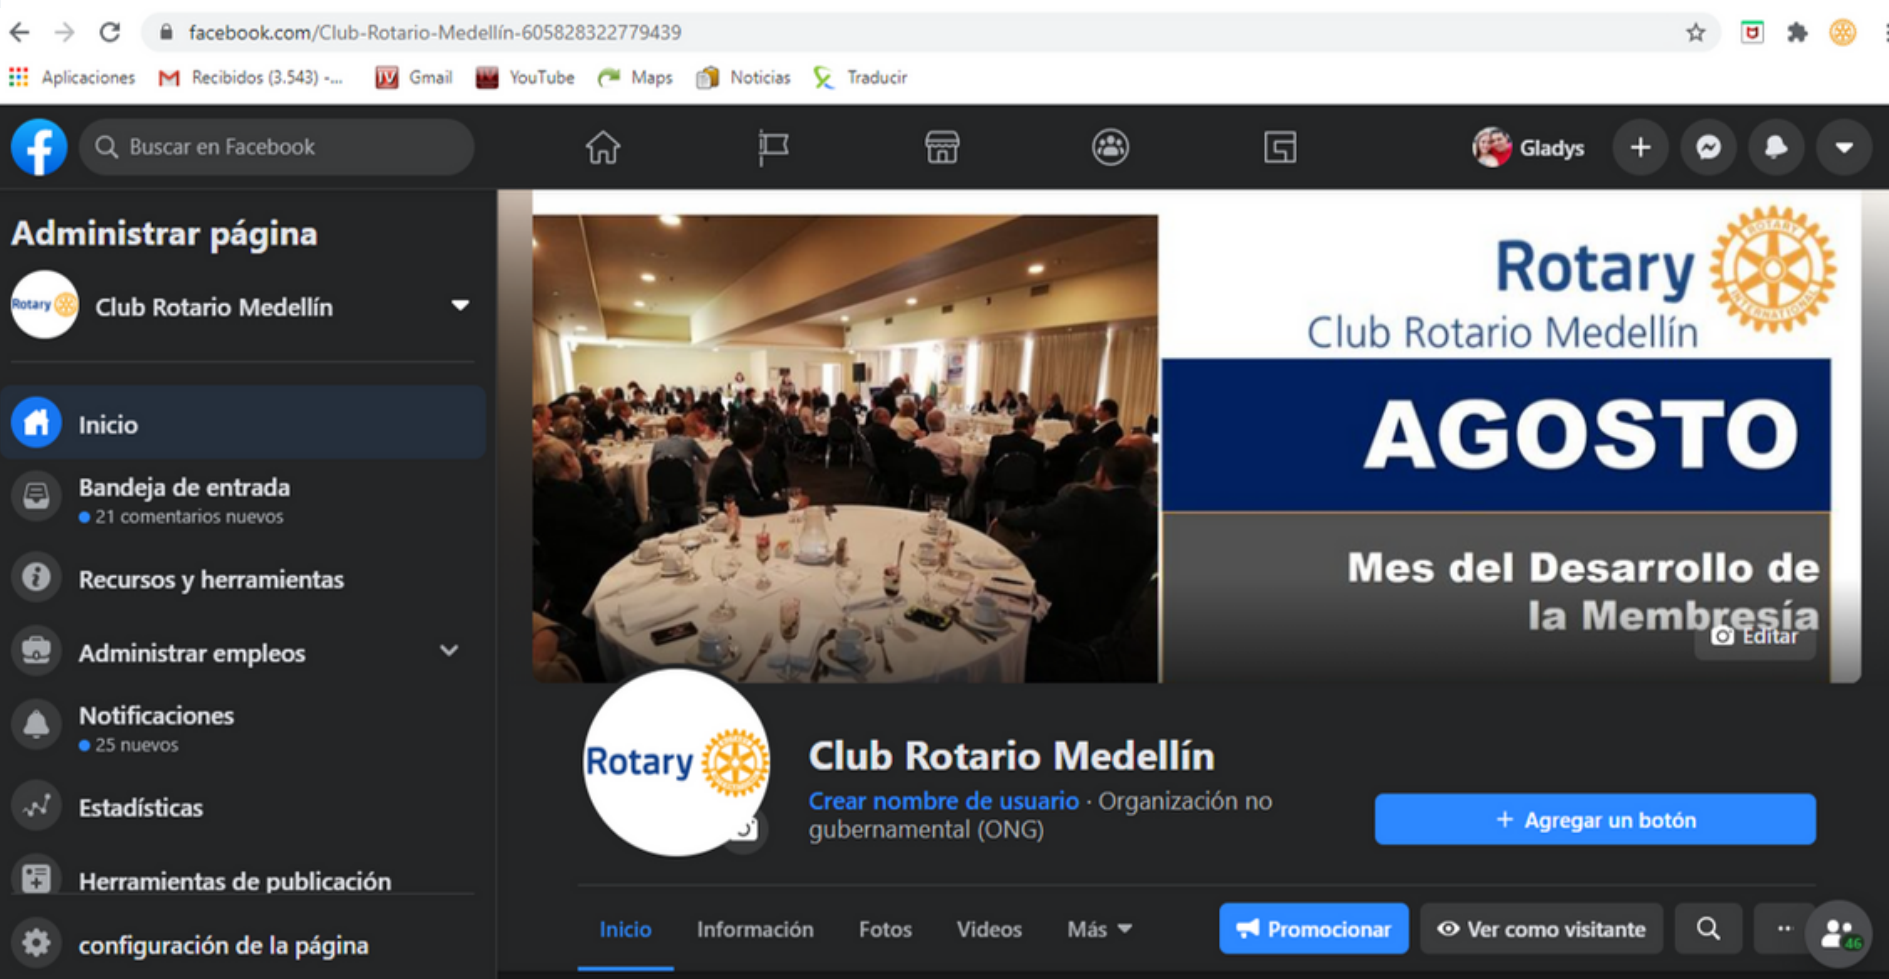 facebook.com/Club-Rotario-Medellín-605828322779439
Aplicaciones
Recibidos (3.543) -...
Gmail
YouTube
Maps
Noticias
Traducir
Buscar en Facebook
Gladys
Administrar página
Rotary
Club Rotario Medellín
Inicio
Bandeja de entrada
21 comentarios nuevos
Recursos y herramientas
Administrar empleos
Notificaciones
25 nuevos
Estadísticas
Herramientas de publicación
configuración de la página
Rotary
ROTARY
INTERNATIONAL
Club Rotario Medellín
AGOSTO
Mes del Desarrollo de
la Membresía
Editar
Rotary
Club Rotario Medellín
Crear nombre de usuario · Organización no
gubernamental (ONG)
+ Agregar un botón
Inicio
Información
Fotos
Videos
Más
Promocionar
Ver como visitante
46